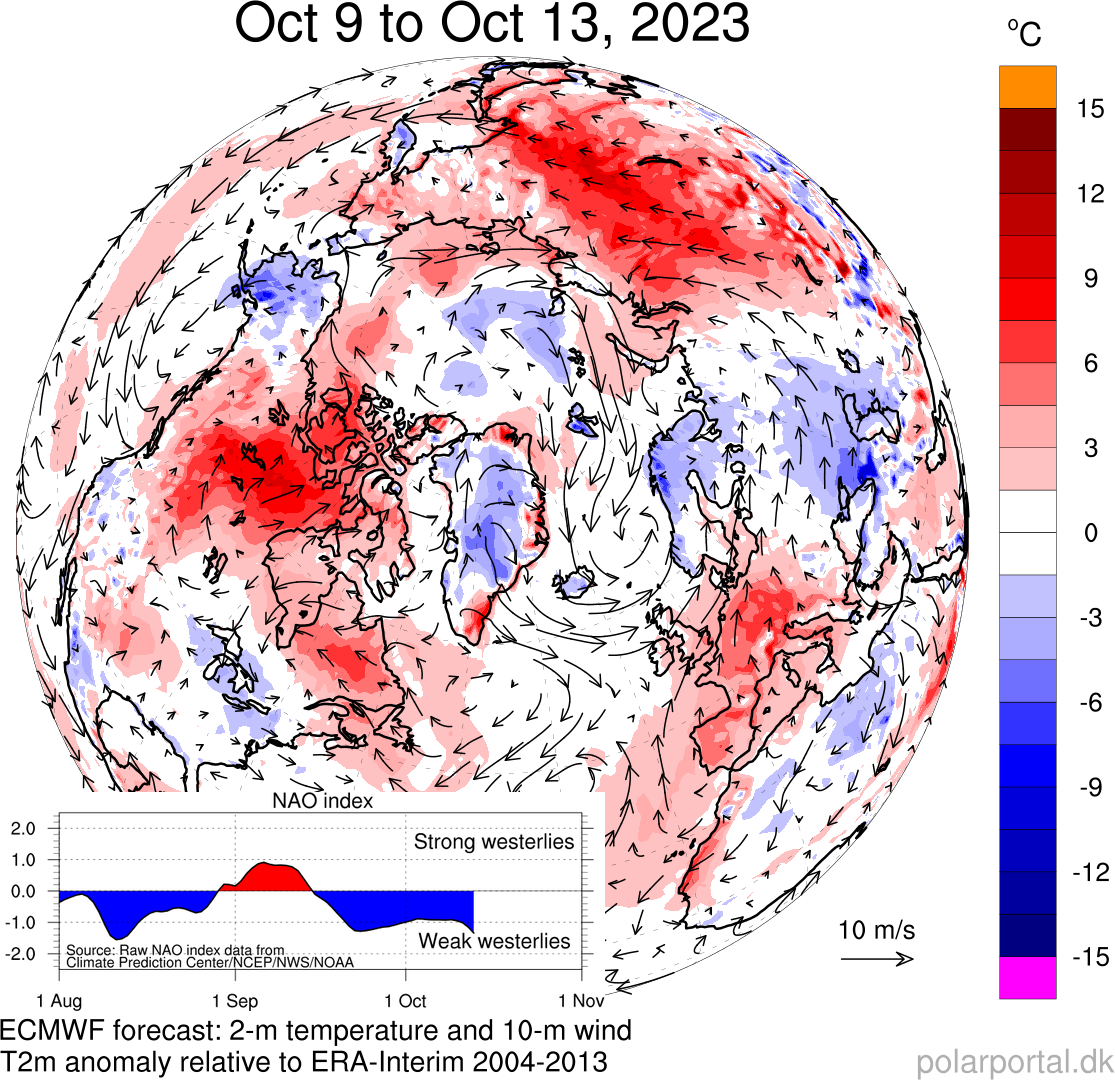 Oct 9 to Oct 13, 2023
°C
15
12
9
6
3
0
-3
-6
-9
-12
-15
10 m/s
NAO index
2.0
1.0
0.0
-1.0
-2.0
Strong westerlies
Weak westerlies
Source: Raw NAO index data from
Climate Prediction Center/NCEP/NWS/NOAA
1 Aug 1 Sep 1 Oct 1 Nov
ECMWF forecast: 2-m temperature and 10-m wind
T2m anomaly relative to ERA-Interim 2004-2013
polarportal.dk